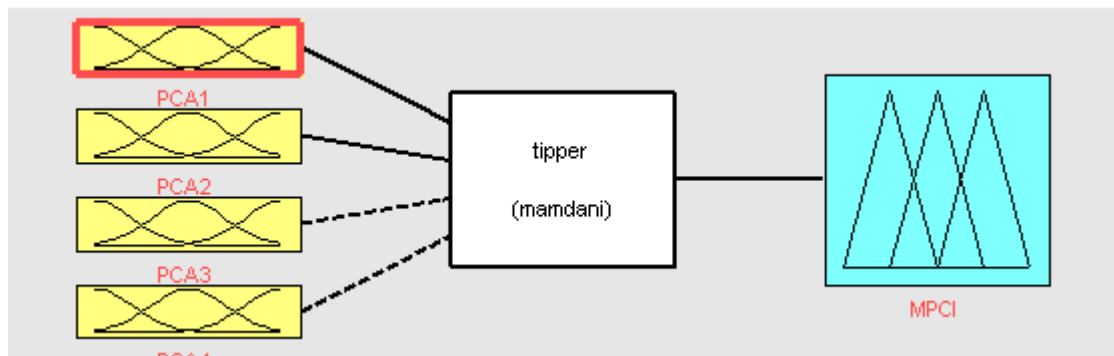 PCA1
PCA2
PCA3
tipper
(mamdani)
MPCI